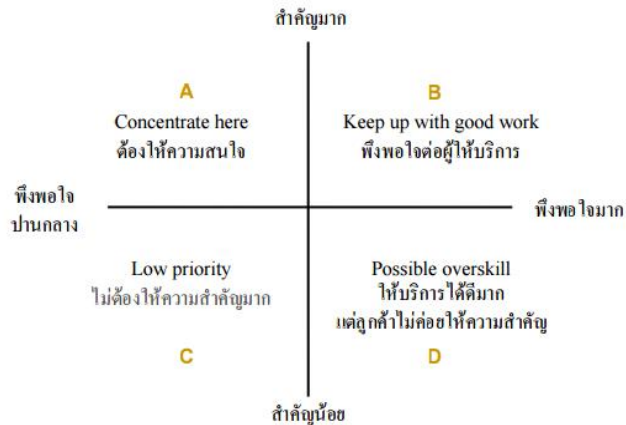 สำคัญมาก
A
Concentrate here
ต้องให้ความสนใจ
B
Keep up with good work
พึงพอใจต่อผู้ให้บริการ
พึงพอใจ
ปานกลาง
พึงพอใจมาก
Low priority
ไม่ต้องให้ความสำคัญมาก
C
Possible overskill
ให้บริการได้ดีมาก
แต่ลูกค้าไม่ค่อยให้ความสำคัญ
D
สำคัญน้อย